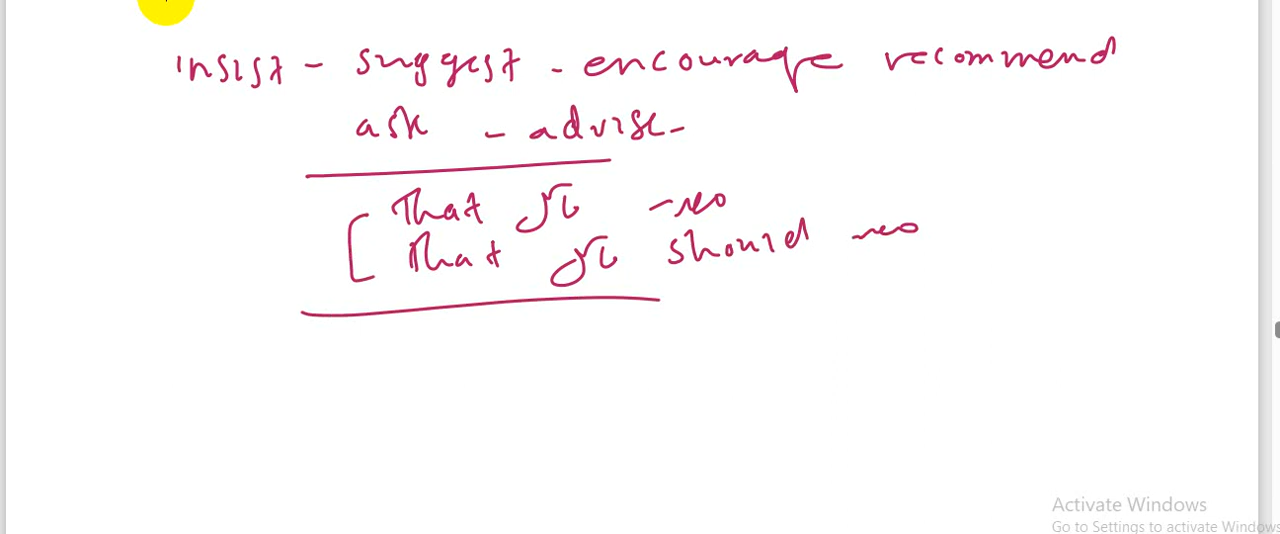 insist - suggest - encourage recommend
ask - advise -
That
That should
Activate Windows
Go to Settings to activate Windows